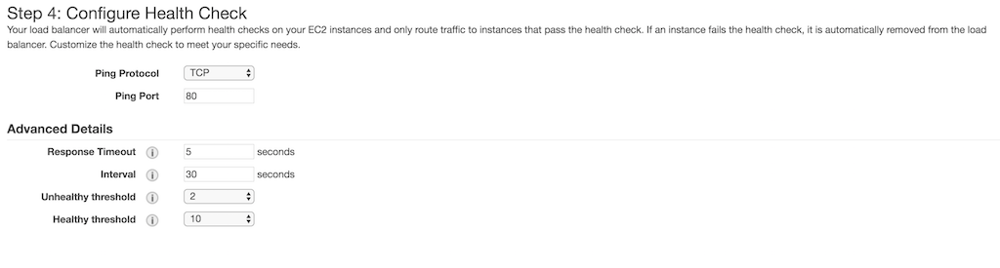 Step 4: Configure Health Check
Your load balancer will automatically perform health checks on your EC2 instances and only route traffic to instances that pass the health check. If an instance fails the health check, it is automatically removed from the load
balancer. Customize the health check to meet your specific needs.
Ping Protocol TCP
Ping Port 80
Advanced Details
Response Timeout i 5 seconds
Interval i 30 seconds
Unhealthy threshold i 2
Healthy threshold i 10